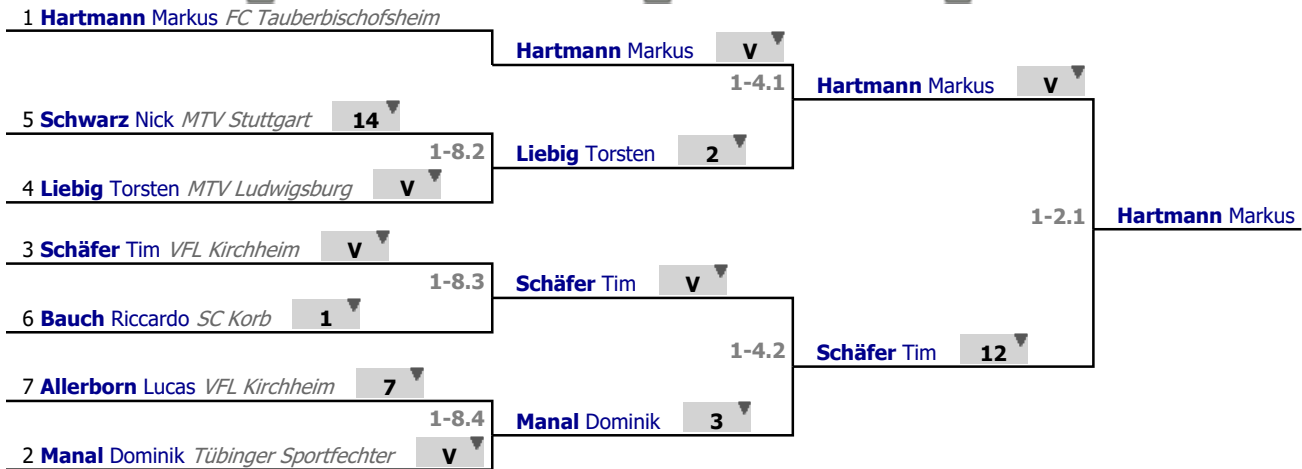 1 Hartmann Markus FC Tauberbischofsheim
Hartmann Markus V
1-4.1
Hartmann Markus V
5 Schwarz Nick MTV Stuttgart 14
1-8.2
Liebig Torsten 2
4 Liebig Torsten MTV Ludwigsburg V
1-2.1
Hartmann Markus
3 Schäfer Tim VFL Kirchheim V
1-8.3
Schäfer Tim V
6 Bauch Riccardo SC Korb 1
1-4.2
Schäfer Tim 12
7 Allerborn Lucas VFL Kirchheim 7
1-8.4
Manal Dominik 3
2 Manal Dominik Tübinger Sportfechter V